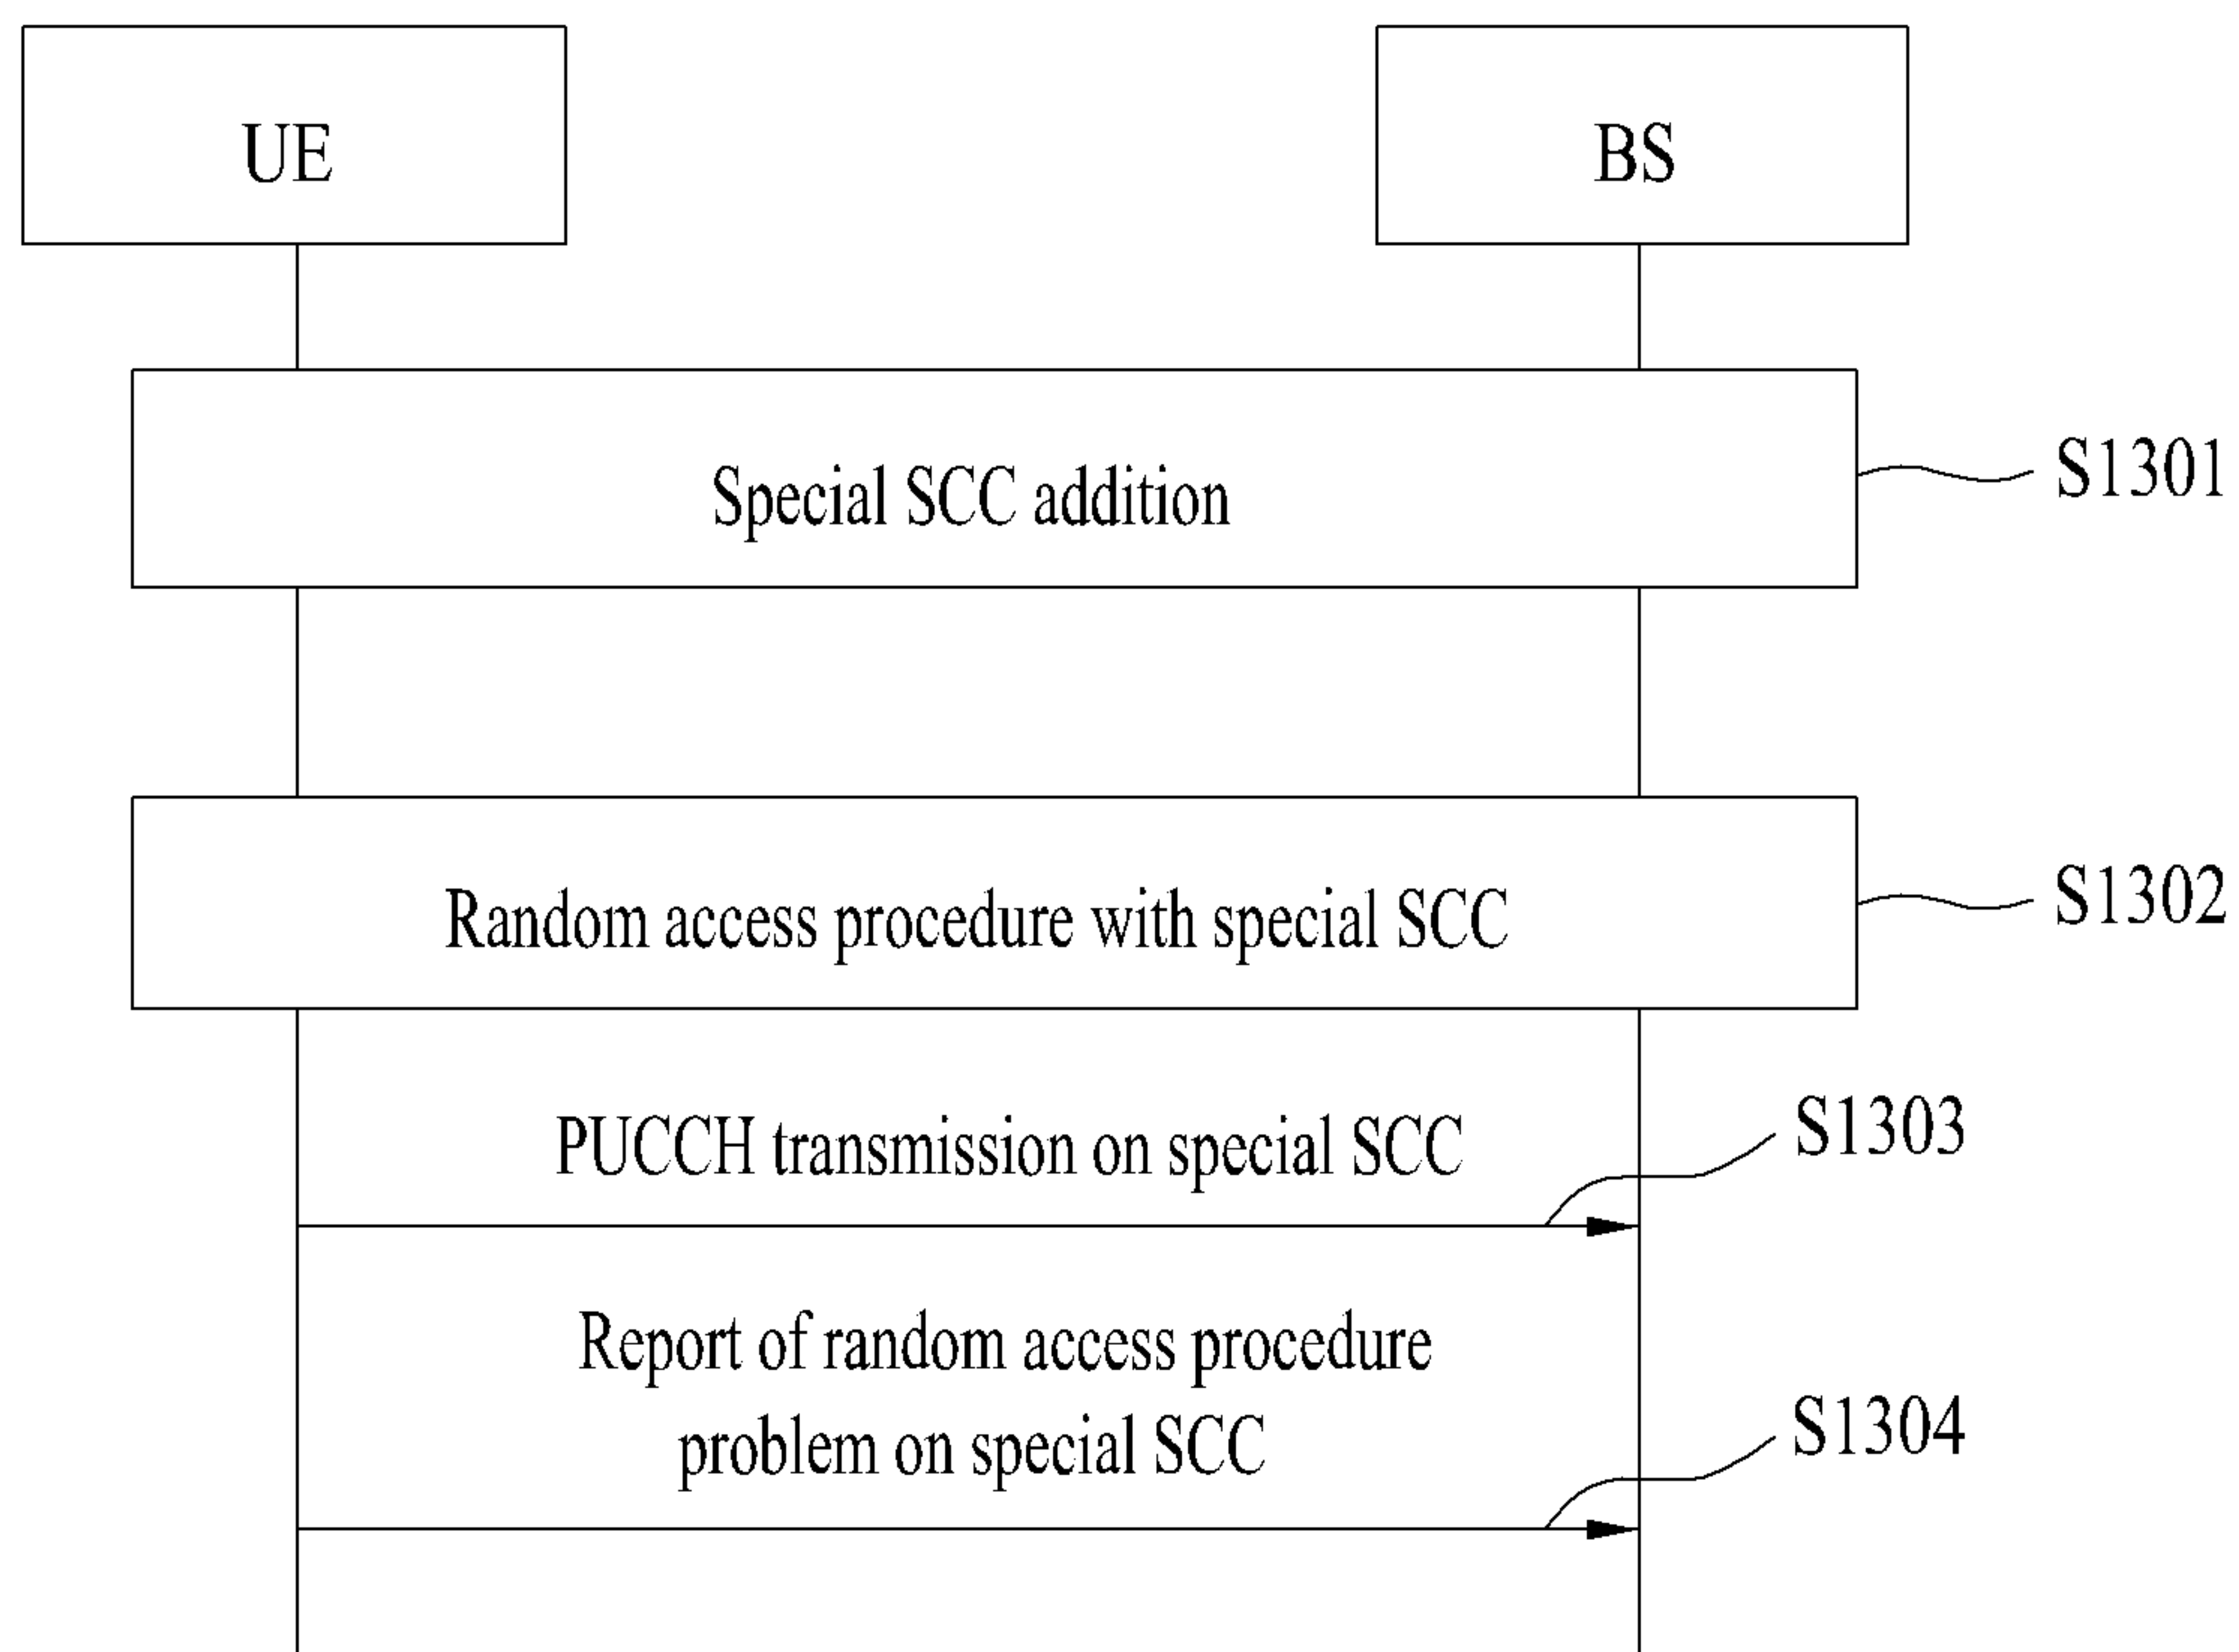 UE
BS
Special SCC addition
S1301
Random access procedure with special SCC
S1302
PUCCH transmission on special SCC
S1303
Report of random access procedure
problem on special SCC
S1304